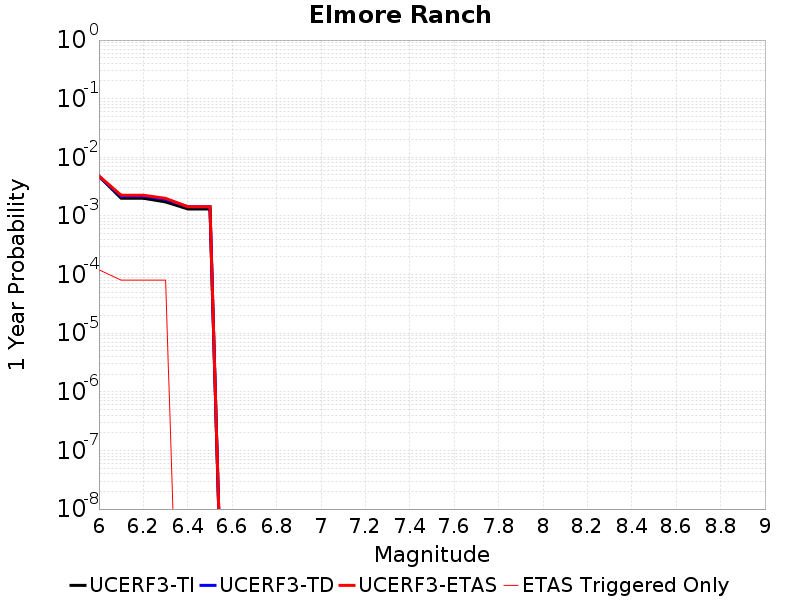 Elmore Ranch
1 Year Probability
10^0
10^-1
10^-2
10^-3
10^-4
10^-5
10^-6
10^-7
10^-8
6 6.2 6.4 6.6 6.8 7 7.2 7.4 7.6 7.8 8 8.2 8.4 8.6 8.8 9
Magnitude
UCERF3-TI UCERF3-TD UCERF3-ETAS ETAS Triggered Only